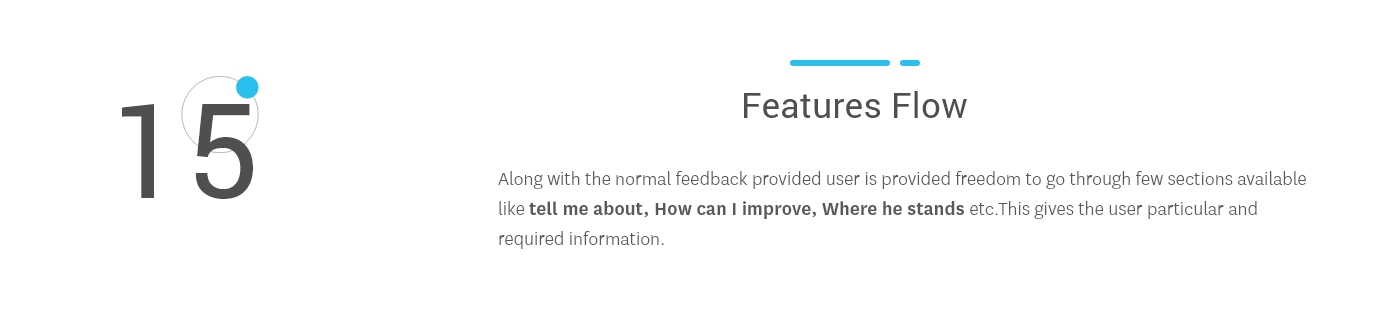 15
Features Flow
Along with the normal feedback provided user is provided freedom to go through few sections available
like tell me about, How can I improve, Where he stands etc.This gives the user particular and
required information.